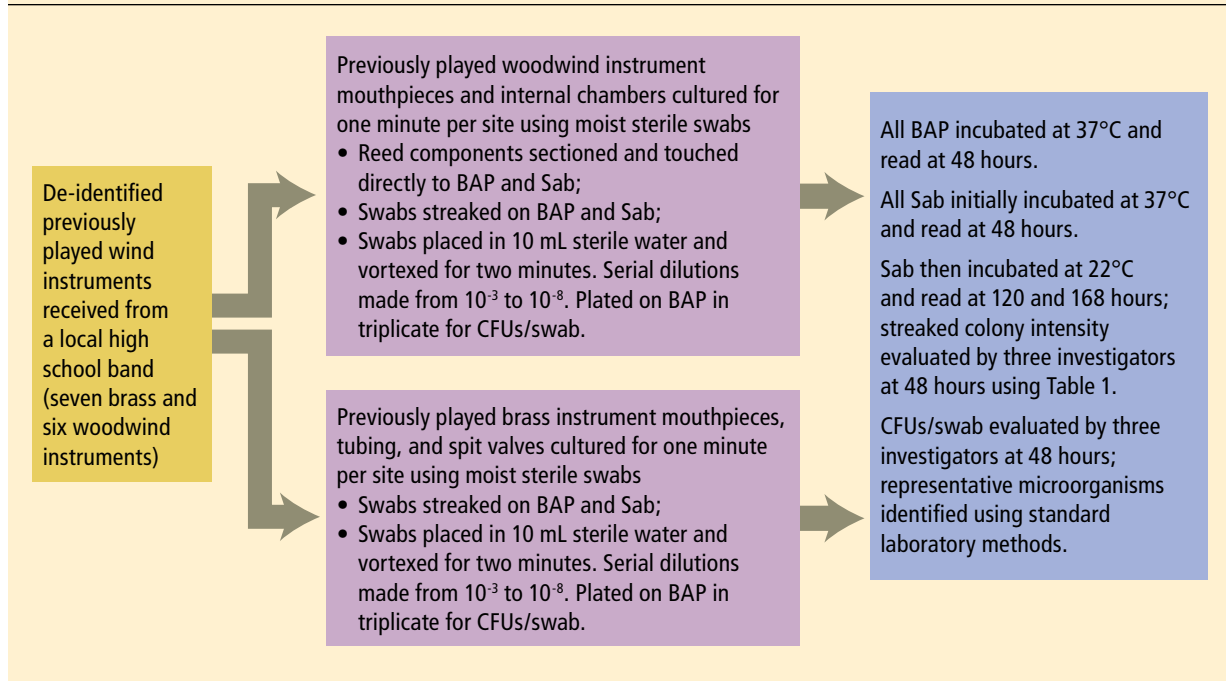 De-identified
previously
played wind
instruments
received from
a local high
school band
(seven brass and
six woodwind
instruments)
Previously played woodwind instrument
mouthpieces and internal chambers cultured for
one minute per site using moist sterile swabs
• Reed components sectioned and touched
directly to BAP and Sab;
• Swabs streaked on BAP and Sab;
• Swabs placed in 10 mL sterile water and
vortexed for two minutes. Serial dilutions
made from 10⁻³ to 10⁻⁸. Plated on BAP in
triplicate for CFUs/swab.
Previously played brass instrument mouthpieces,
tubing, and spit valves cultured for one minute
per site using moist sterile swabs
• Swabs streaked on BAP and Sab;
• Swabs placed in 10 mL sterile water and
vortexed for two minutes. Serial dilutions
made from 10⁻³ to 10⁻⁸. Plated on BAP in
triplicate for CFUs/swab.
All BAP incubated at 37°C and
read at 48 hours.
All Sab initially incubated at 37°C
and read at 48 hours.
Sab then incubated at 22°C
and read at 120 and 168 hours;
streaked colony intensity
evaluated by three investigators
at 48 hours using Table 1.
CFUs/swab evaluated by three
investigators at 48 hours;
representative microorganisms
identified using standard
laboratory methods.